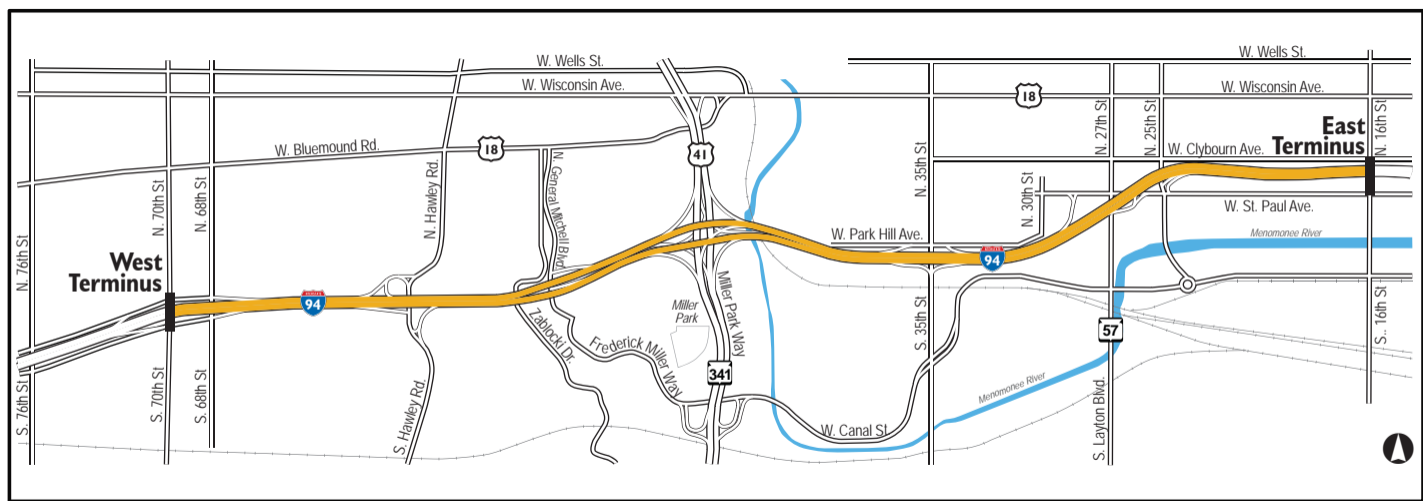 W. Wells St.
W. Wells St.
W. Wisconsin Ave.
18
W. Wisconsin Ave.
W. Bluemound Rd.
18
41
N. 35th St
N. 27th St
N. 25th St
W. Clybourn Ave.
East
Terminus
N. 16th St
N. 76th St
N. 70th St
N. 68th St
N. Hawley Rd.
N. General Mitchell Blvd.
N. 30th St
W. St. Paul Ave.
W. Park Hill Ave.
Menomonee River
West
Terminus
94
94
Miller
Park
Miller Park Way
Zablocki Dr.
Frederick Miller Way
341
S. 35th St
57
S.. 16th St
S. 76th St
S. 70th St
S. 68th St
S. Hawley Rd.
W. Canal St.
Menomonee River
S. Layton Blvd.